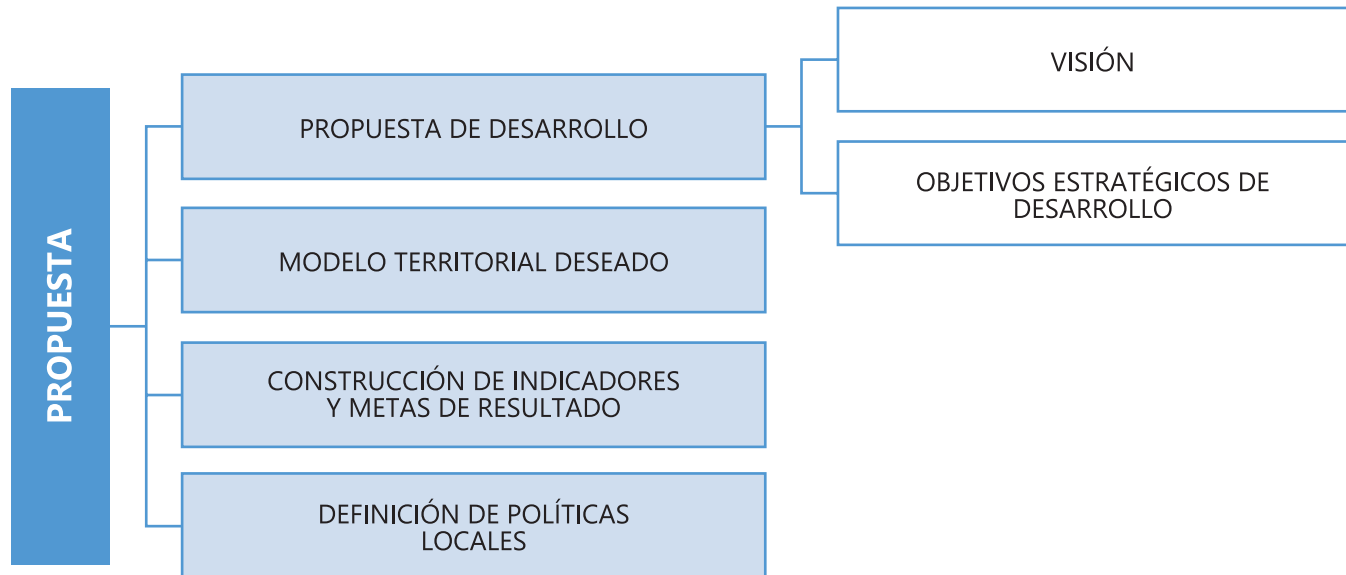 PROPUESTA
PROPUESTA DE DESARROLLO
VISIÓN
OBJETIVOS ESTRATÉGICOS DE
DESARROLLO
MODELO TERRITORIAL DESEADO
CONSTRUCCIÓN DE INDICADORES
Y METAS DE RESULTADO
DEFINICIÓN DE POLÍTICAS
LOCALES